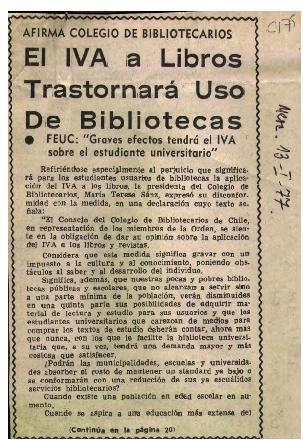 AFIRMA COLEGIO DE BIBLIOTECARIOS
El IVA a Libros
Trastornará Uso
De Bibliotecas
● FEUC: "Graves efectos tendrá el IVA
sobre el estudiante universitario"
Refiriéndose especialmente al perjuicio que significa-
rá para los estudiantes usuarios de bibliotecas la aplica-
ción del IVA a los libros, la presidenta del Colegio de
Bibliotecarios, María Teresa Sanz, expresó su disconfor-
midad con la medida, en una declaración cuyo texto se-
ñala:
"El Consejo del Colegio de Bibliotecarios de Chile,
en representación de los miembros de la Orden, se sien-
te en la obligación de dar su opinión sobre la aplicación
del IVA a los libros y revistas.
Considera que esta medida significa gravar con un
impuesto a la cultura y al conocimiento, poniendo obs-
táculos al saber y al desarrollo del individuo.
Significa, además, que nuestras pocas y pobres biblio-
tecas públicas y escolares, que no alcanzan a servir sino
a una parte mínima de la población, verán disminuidas
en una quinta parte sus posibilidades de adquirir ma-
terial de lectura y estudio para sus usuarios y que los
estudiantes universitarios que carezcan de medios para
comprar los textos de estudio deberán contar, ahora más
que nunca, con los que le facilite la biblioteca universi-
taria que, a su vez, tendrá una demanda mayor y más
costosa que satisfacer.
¿Podrán las municipalidades, escuelas y universida-
des absorber el costo de mantener un standard ya bajo o
se conformarán con una reducción de sus ya escuálidos
servicios bibliotecarios?
Cuando existe una población en edad escolar en au-
mento,
Cuando se aspira a una educación más extensa del
(Continúa en la página 20)
C175
Mer. 13-I-77.